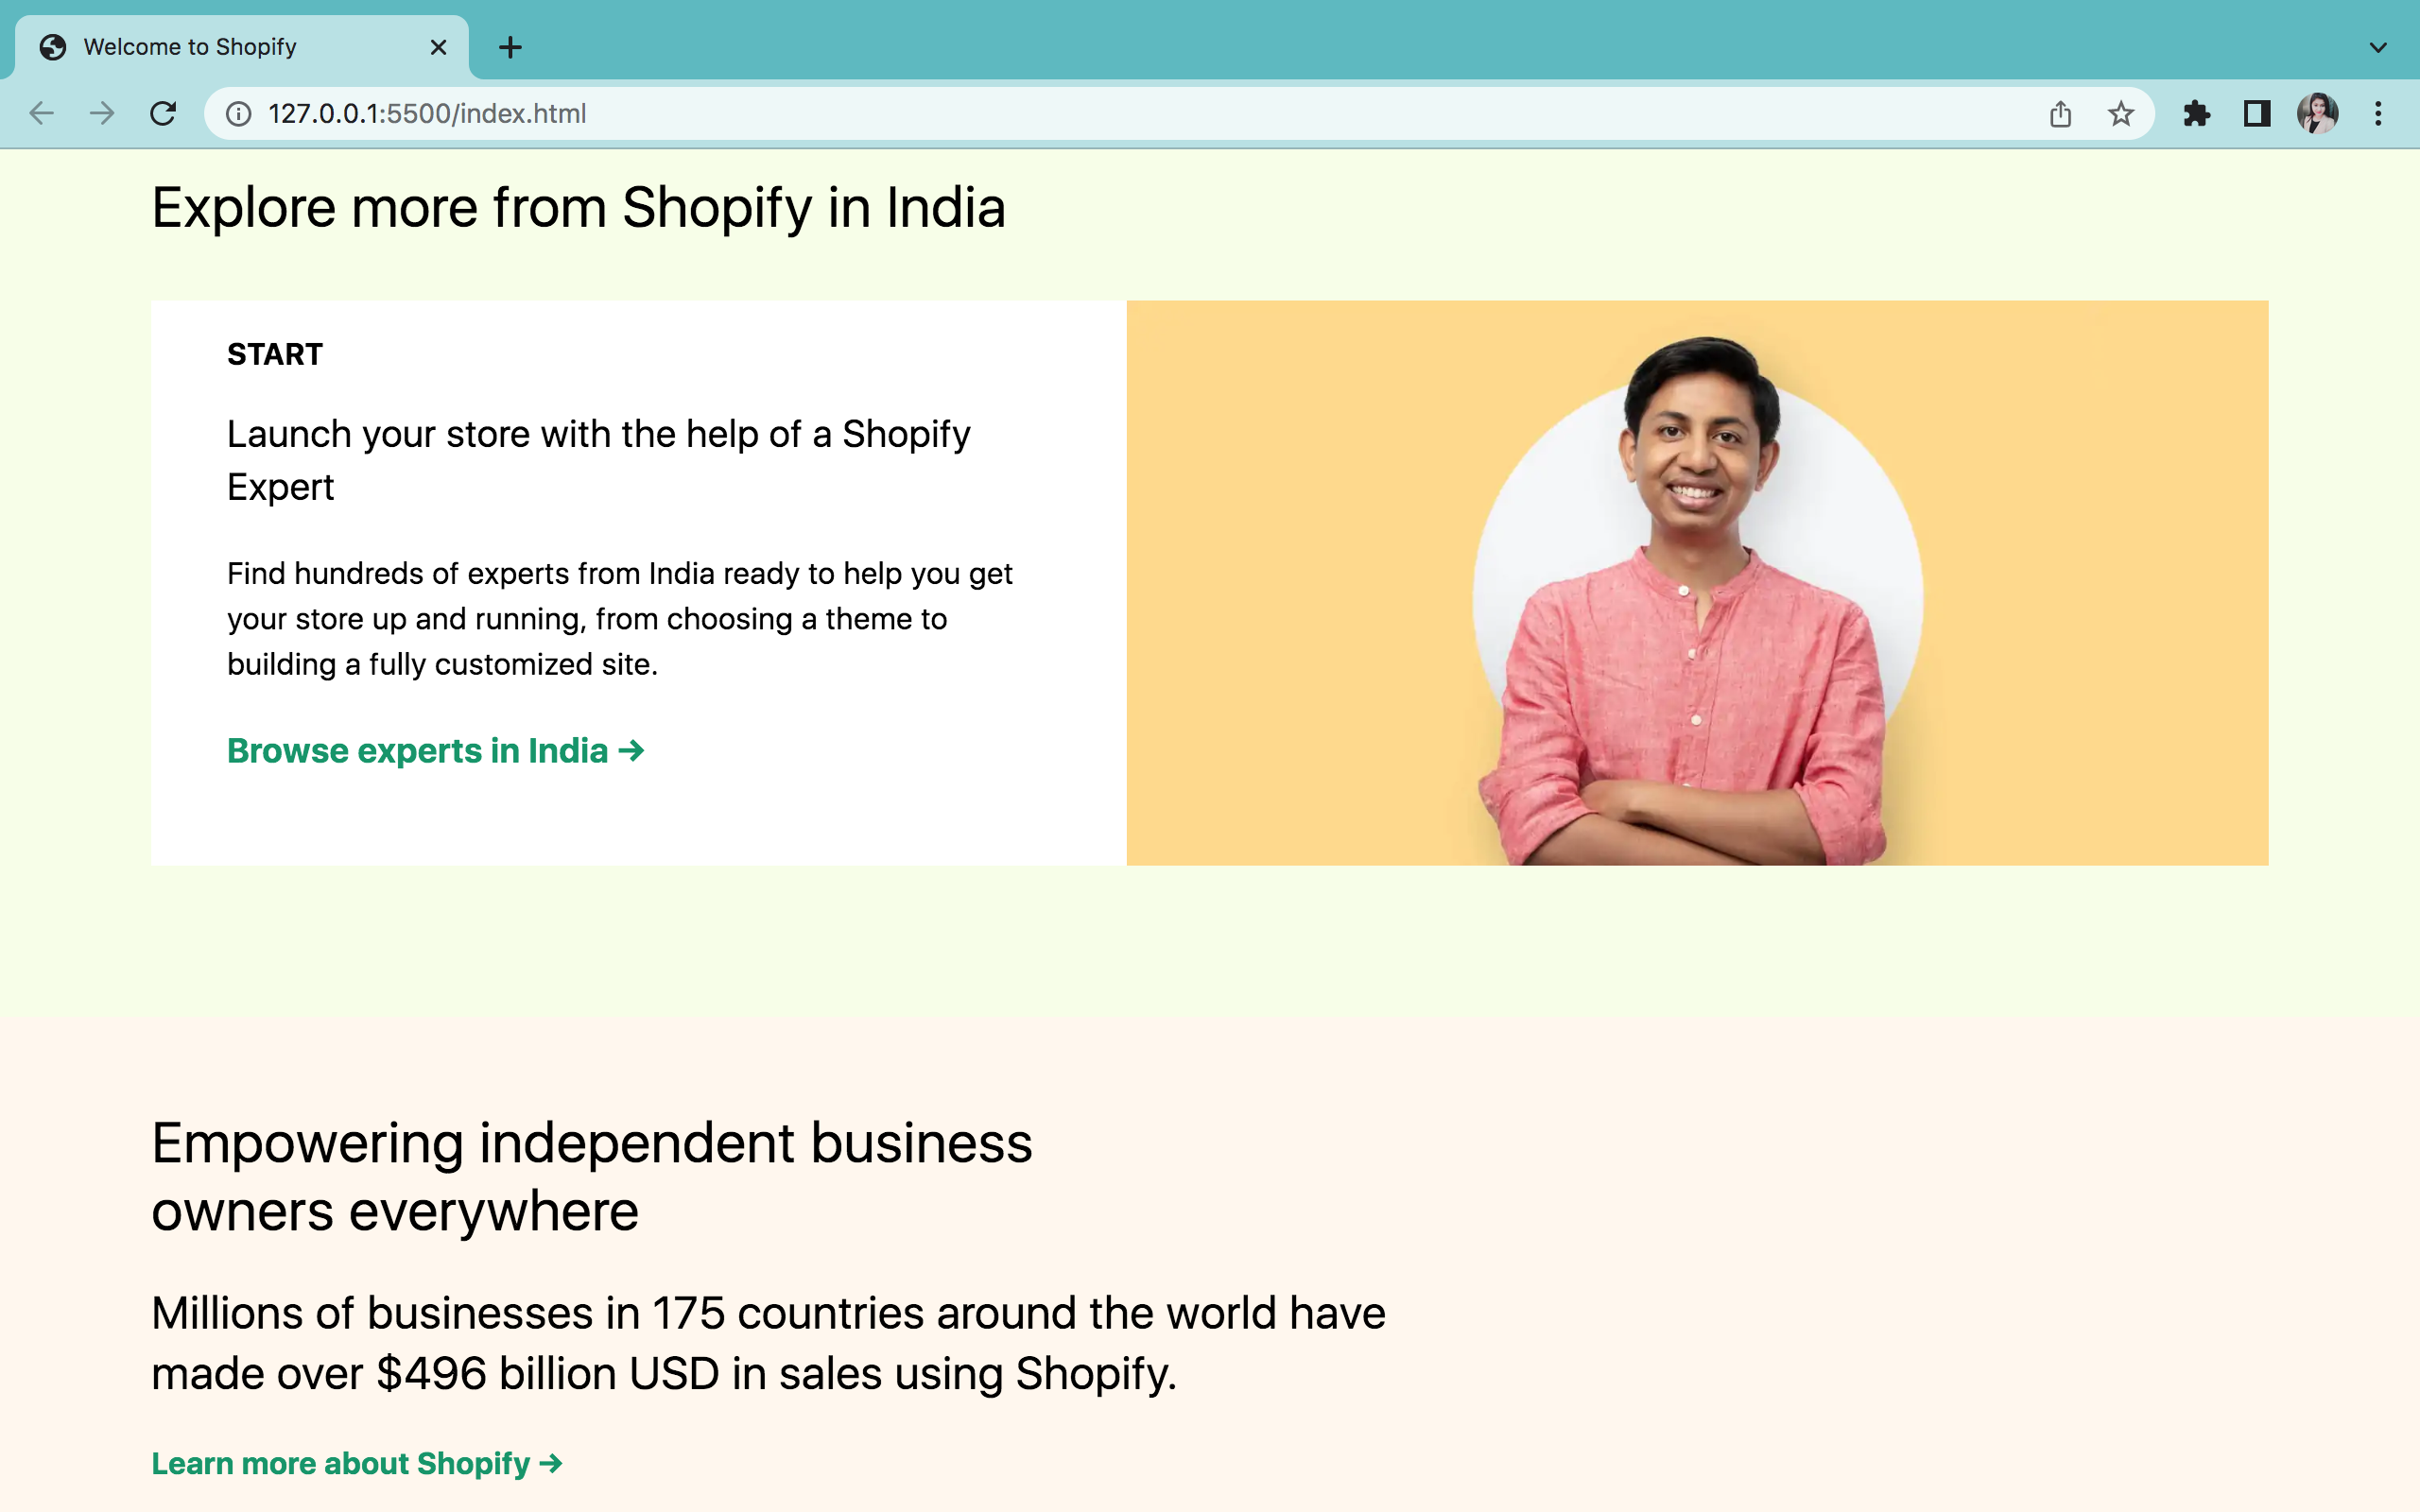 Welcome to Shopify
127.0.0.1:5500/index.html
Explore more from Shopify in India
START
Launch your store with the help of a Shopify
Expert
Find hundreds of experts from India ready to help you get
your store up and running, from choosing a theme to
building a fully customized site.
Browse experts in India →
Empowering independent business
owners everywhere
Millions of businesses in 175 countries around the world have
made over $496 billion USD in sales using Shopify.
Learn more about Shopify →